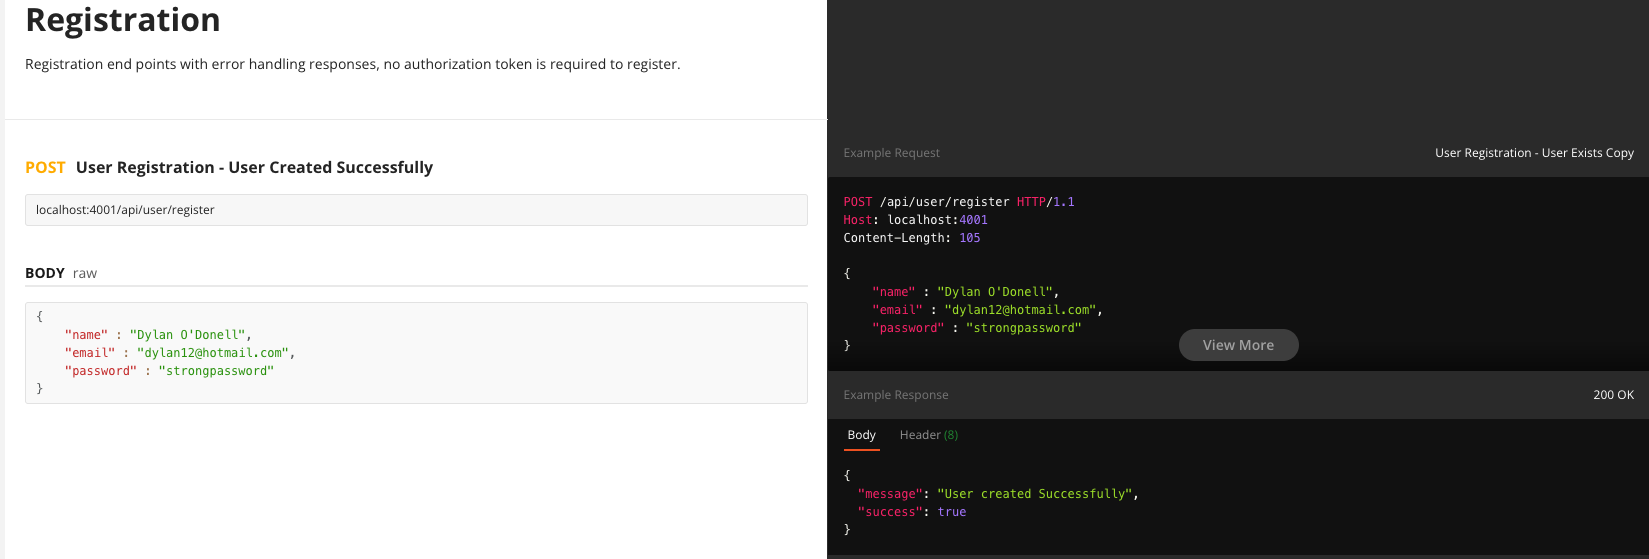 Registration
Registration end points with error handling responses, no authorization token is required to register.
POST User Registration - User Created Successfully
localhost:4001/api/user/register
BODY raw
{
    "name" : "Dylan O'Donell",
    "email" : "dylan12@hotmail.com",
    "password" : "strongpassword"
}
Example Request
User Registration - User Exists Copy
POST /api/user/register HTTP/1.1
Host: localhost:4001
Content-Length: 105
{
    "name" : "Dylan O'Donell",
    "email" : "dylan12@hotmail.com",
    "password" : "strongpassword"
}
View More
Example Response
200 OK
Body Header (8)
{
  "message": "User created Successfully",
  "success": true
}